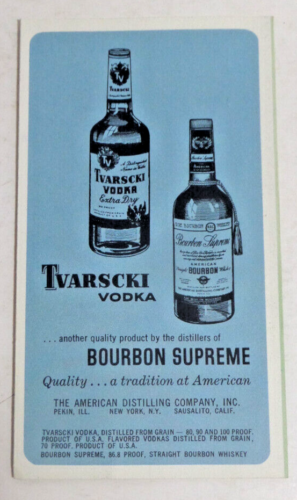 TV
TVARSCKI
VODKA
Extra Dry
Bourbon Supreme
AMERICAN
Straight BOURBON Whiskey
TVARSCKI
VODKA
...another quality product by the distillers of
BOURBON SUPREME
Quality...a tradition at American
THE AMERICAN DISTILLING COMPANY, INC.
PEKIN, ILL. NEW YORK, N.Y. SAUSALITO, CALIF.
TVARSCKI VODKA, DISTILLED FROM GRAIN — 80, 90 AND 100 PROOF,
PRODUCT OF U.S.A. FLAVORED VODKAS DISTILLED FROM GRAIN,
70 PROOF, PRODUCT OF U.S.A.
BOURBON SUPREME, 86.8 PROOF, STRAIGHT BOURBON WHISKEY